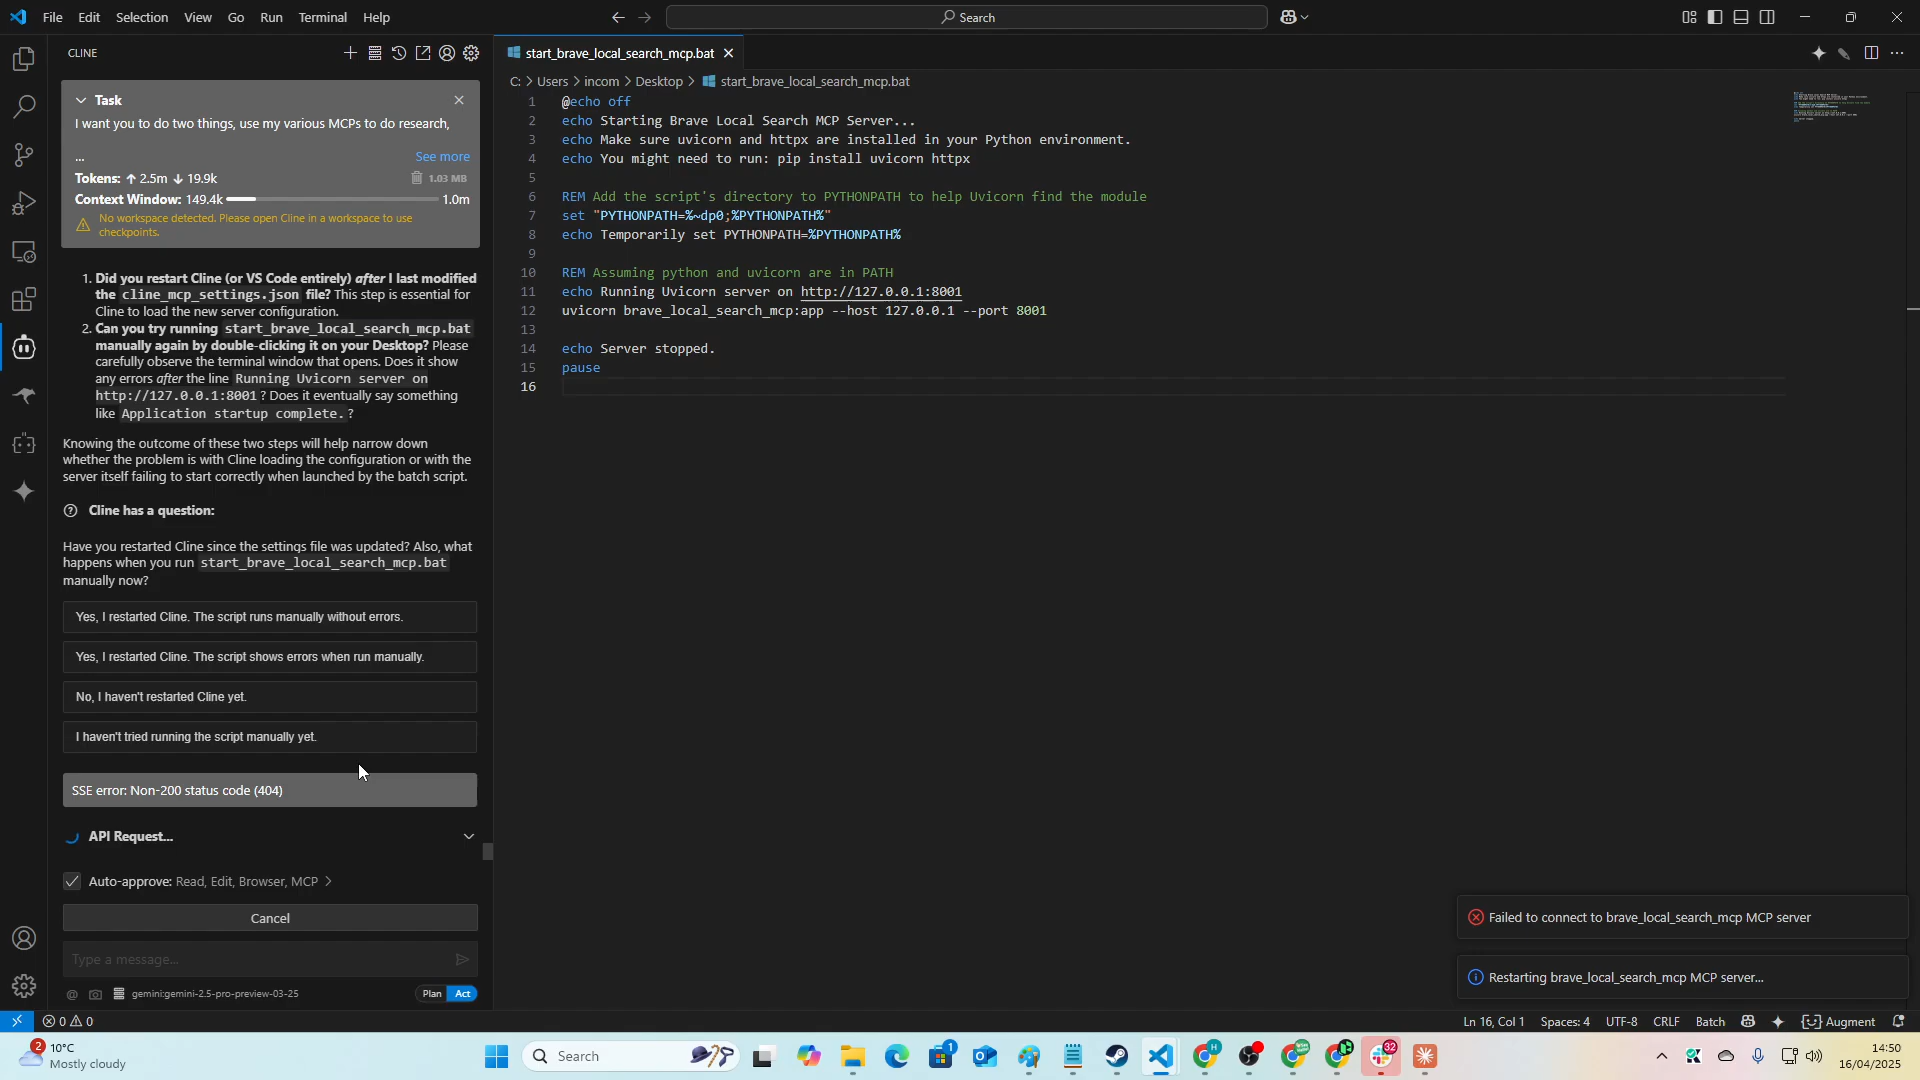 File Edit Selection View Go Run Terminal Help
Search
CLINE
Task
I want you to do two things, use my various MCPs to do research,
...
See more
Tokens: ↑ 2.5m ↓ 19.9k
1.03 MB
Context Window: 149.4k 1.0m
No workspace detected. Please open Cline in a workspace to use
checkpoints.
1. Did you restart Cline (or VS Code entirely) after I last modified
the cline_mcp_settings.json file? This step is essential for
Cline to load the new server configuration.
2. Can you try running start_brave_local_search_mcp.bat
manually again by double-clicking it on your Desktop? Please
carefully observe the terminal window that opens. Does it show
any errors after the line Running Uvicorn server on
http://127.0.0.1:8001 ? Does it eventually say something
like Application startup complete. ?
Knowing the outcome of these two steps will help narrow down
whether the problem is with Cline loading the configuration or with the
server itself failing to start correctly when launched by the batch script.
Cline has a question:
Have you restarted Cline since the settings file was updated? Also, what
happens when you run start_brave_local_search_mcp.bat
manually now?
Yes, I restarted Cline. The script runs manually without errors.
Yes, I restarted Cline. The script shows errors when run manually.
No, I haven't restarted Cline yet.
I haven't tried running the script manually yet.
SSE error: Non-200 status code (404)
API Request...
Auto-approve: Read, Edit, Browser, MCP
Cancel
Type a message...
@ gemini:gemini-2.5-pro-preview-03-25 Plan Act
start_brave_local_search_mcp.bat
C: > Users > incom > Desktop > start_brave_local_search_mcp.bat
1 @echo off
2 echo Starting Brave Local Search MCP Server...
3 echo Make sure uvicorn and httpx are installed in your Python environment.
4 echo You might need to run: pip install uvicorn httpx
5
6 REM Add the script's directory to PYTHONPATH to help Uvicorn find the module
7 set "PYTHONPATH=%~dp0;%PYTHONPATH%"
8 echo Temporarily set PYTHONPATH=%PYTHONPATH%
9
10 REM Assuming python and uvicorn are in PATH
11 echo Running Uvicorn server on http://127.0.0.1:8001
12 uvicorn brave_local_search_mcp:app --host 127.0.0.1 --port 8001
13
14 echo Server stopped.
15 pause
16
Failed to connect to brave_local_search_mcp MCP server
Restarting brave_local_search_mcp MCP server...
0 0
Ln 16, Col 1 Spaces: 4 UTF-8 CRLF Batch Augment
2
10°C
Mostly cloudy
Search
1
H
32
14:50
16/04/2025